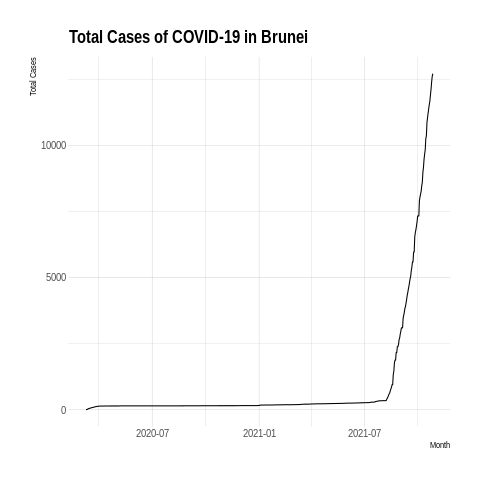 Total Cases of COVID-19 in Brunei
Total Cases
10000
5000
0
2020-07
2021-01
2021-07
Month